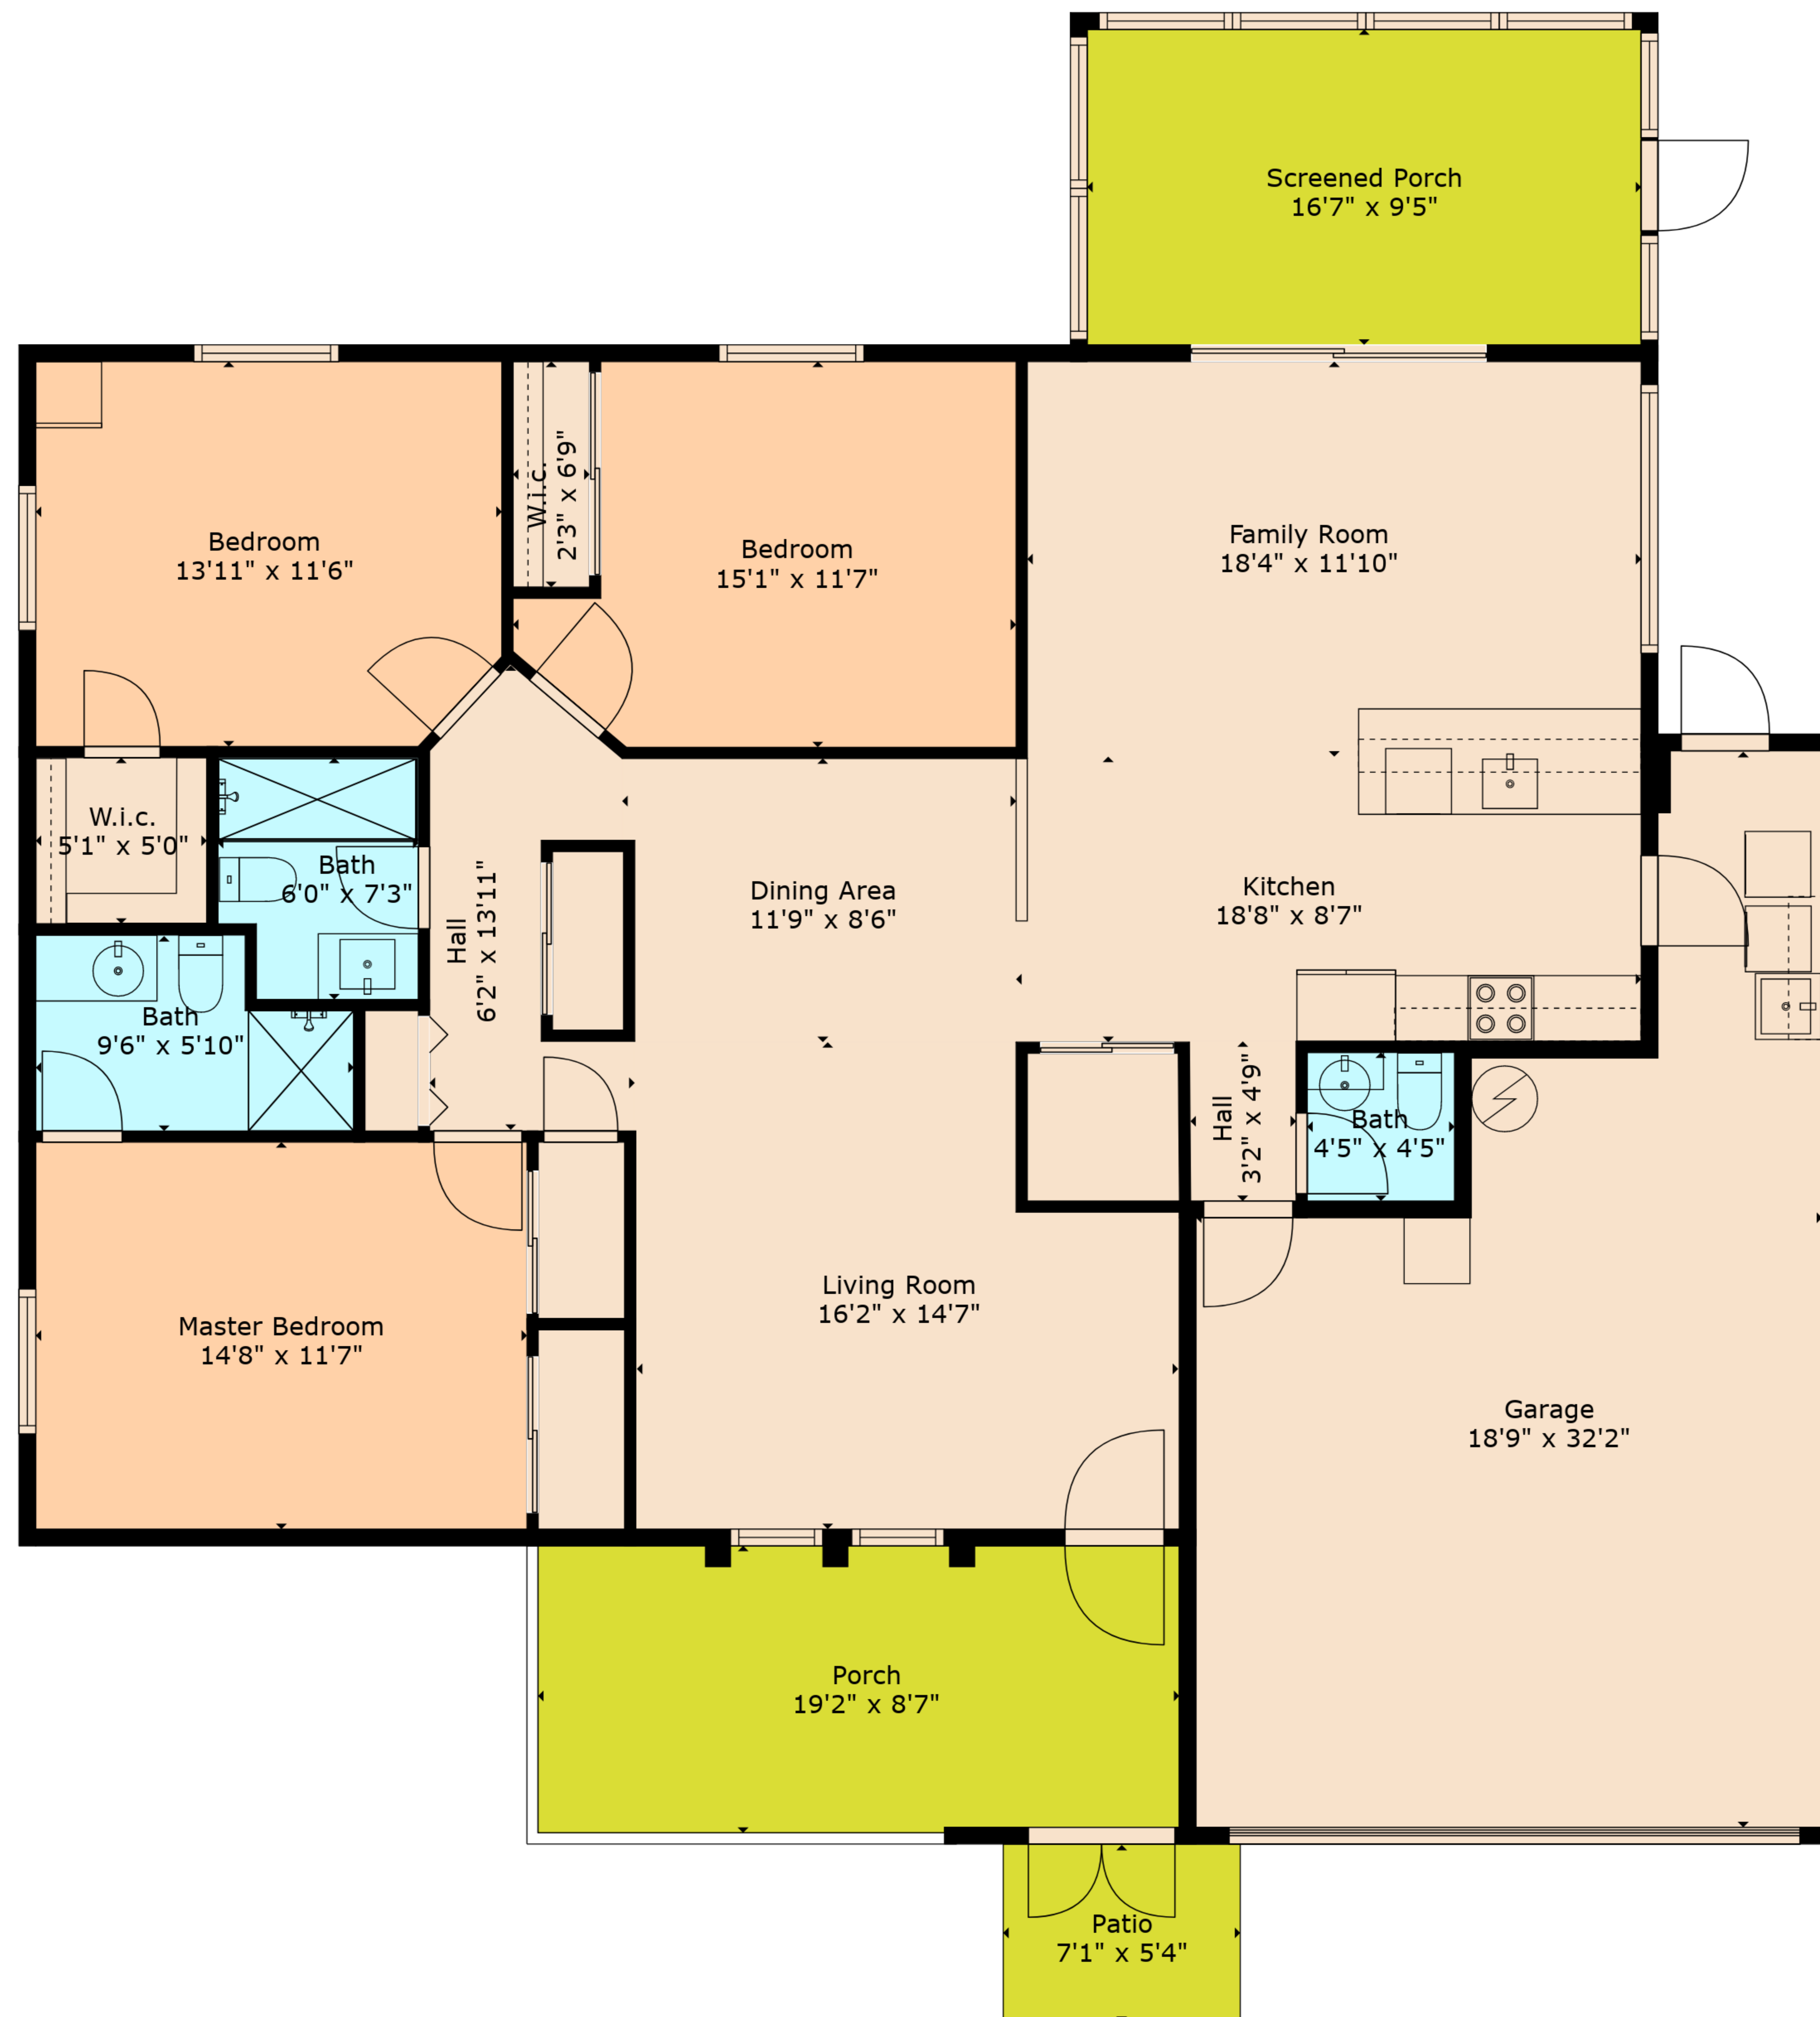 Screened Porch
16'7" x 9'5"
Bedroom
13'11" x 11'6"
W.i.c.
2'3" x 6'9"
Bedroom
15'1" x 11'7"
Family Room
18'4" x 11'10"
W.i.c.
5'1" x 5'0"
Bath
6'0" x 7'3"
Hall
6'2" x 13'11"
Dining Area
11'9" x 8'6"
Kitchen
18'8" x 8'7"
Bath
9'6" x 5'10"
Hall
3'2" x 4'9"
Bath
4'5" x 4'5"
Master Bedroom
14'8" x 11'7"
Living Room
16'2" x 14'7"
Garage
18'9" x 32'2"
Porch
19'2" x 8'7"
Patio
7'1" x 5'4"